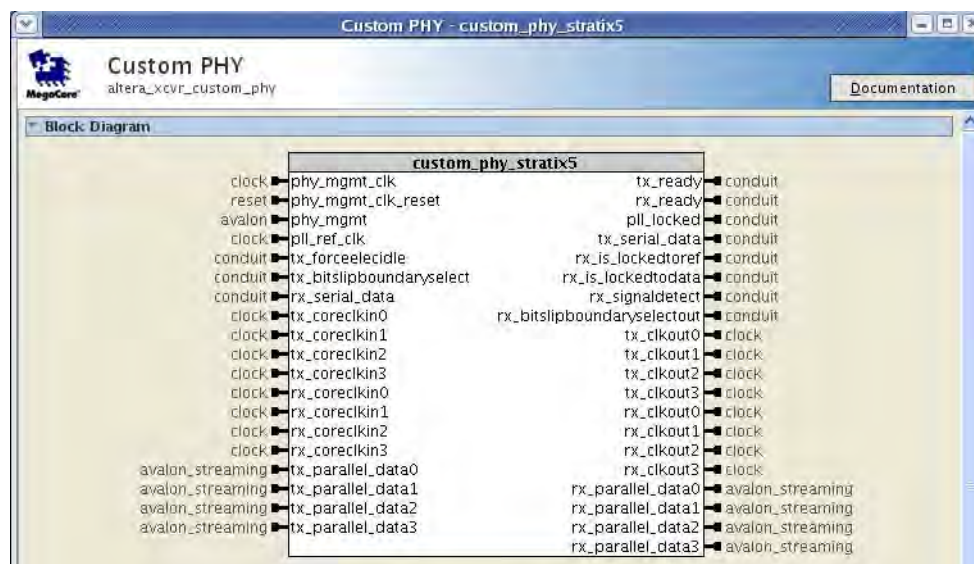 Custom PHY - custom_phy_stratix5
Custom PHY
altera_xcvr_custom_phy
MegaCore
Documentation
Block Diagram
custom_phy_stratix5
clock phy_mgmt_clk tx_ready conduit
reset phy_mgmt_clk_reset rx_ready conduit
avalon phy_mgmt pll_locked conduit
clock pll_ref_clk tx_serial_data conduit
conduit tx_forceelecidle rx_is_lockedtoref conduit
conduit tx_bitslipboundaryselect rx_is_lockedtodata conduit
conduit rx_serial_data rx_signaldetect conduit
clock tx_coreclkin0 rx_bitslipboundaryselectout conduit
clock tx_coreclkin1 tx_clkout0 clock
clock tx_coreclkin2 tx_clkout1 clock
clock tx_coreclkin3 tx_clkout2 clock
clock rx_coreclkin0 tx_clkout3 clock
clock rx_coreclkin1 rx_clkout0 clock
clock rx_coreclkin2 rx_clkout1 clock
clock rx_coreclkin3 rx_clkout2 clock
avalon_streaming tx_parallel_data0 rx_clkout3 clock
avalon_streaming tx_parallel_data1 rx_parallel_data0 avalon_streaming
avalon_streaming tx_parallel_data2 rx_parallel_data1 avalon_streaming
avalon_streaming tx_parallel_data3 rx_parallel_data2 avalon_streaming
rx_parallel_data3 avalon_streaming